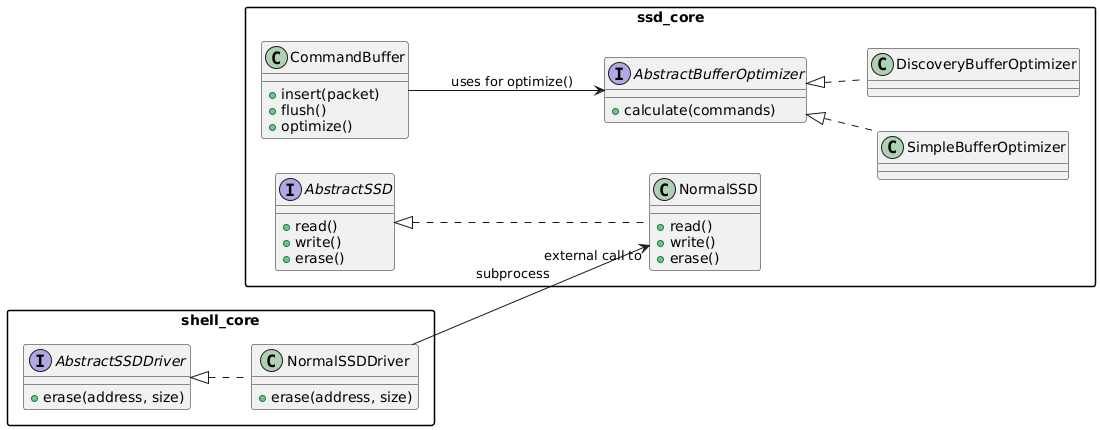 ssd_core
C CommandBuffer
insert(packet)
flush()
optimize()
uses for optimize()
I AbstractBufferOptimizer
calculate(commands)
C DiscoveryBufferOptimizer
C SimpleBufferOptimizer
I AbstractSSD
read()
write()
erase()
C NormalSSD
read()
write()
erase()
external call to
subprocess
shell_core
I AbstractSSDDriver
erase(address, size)
C NormalSSDDriver
erase(address, size)